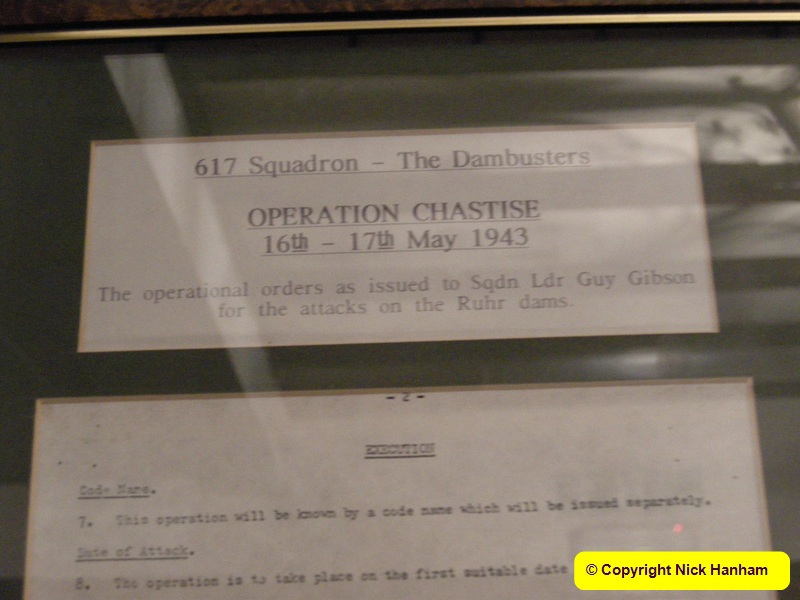 617 Squadron – The Dambusters
OPERATION CHASTISE
16th – 17th May 1943
The operational orders as issued to Sqdn Ldr Guy Gibson
for the attacks on the Ruhr dams.
- 2 -
EXECUTION
Code Name.
7. This operation will be known by a code name which will be issued separately.
Date of Attack.
8. The operation is to take place on the first suitable date
© Copyright Nick Hanham